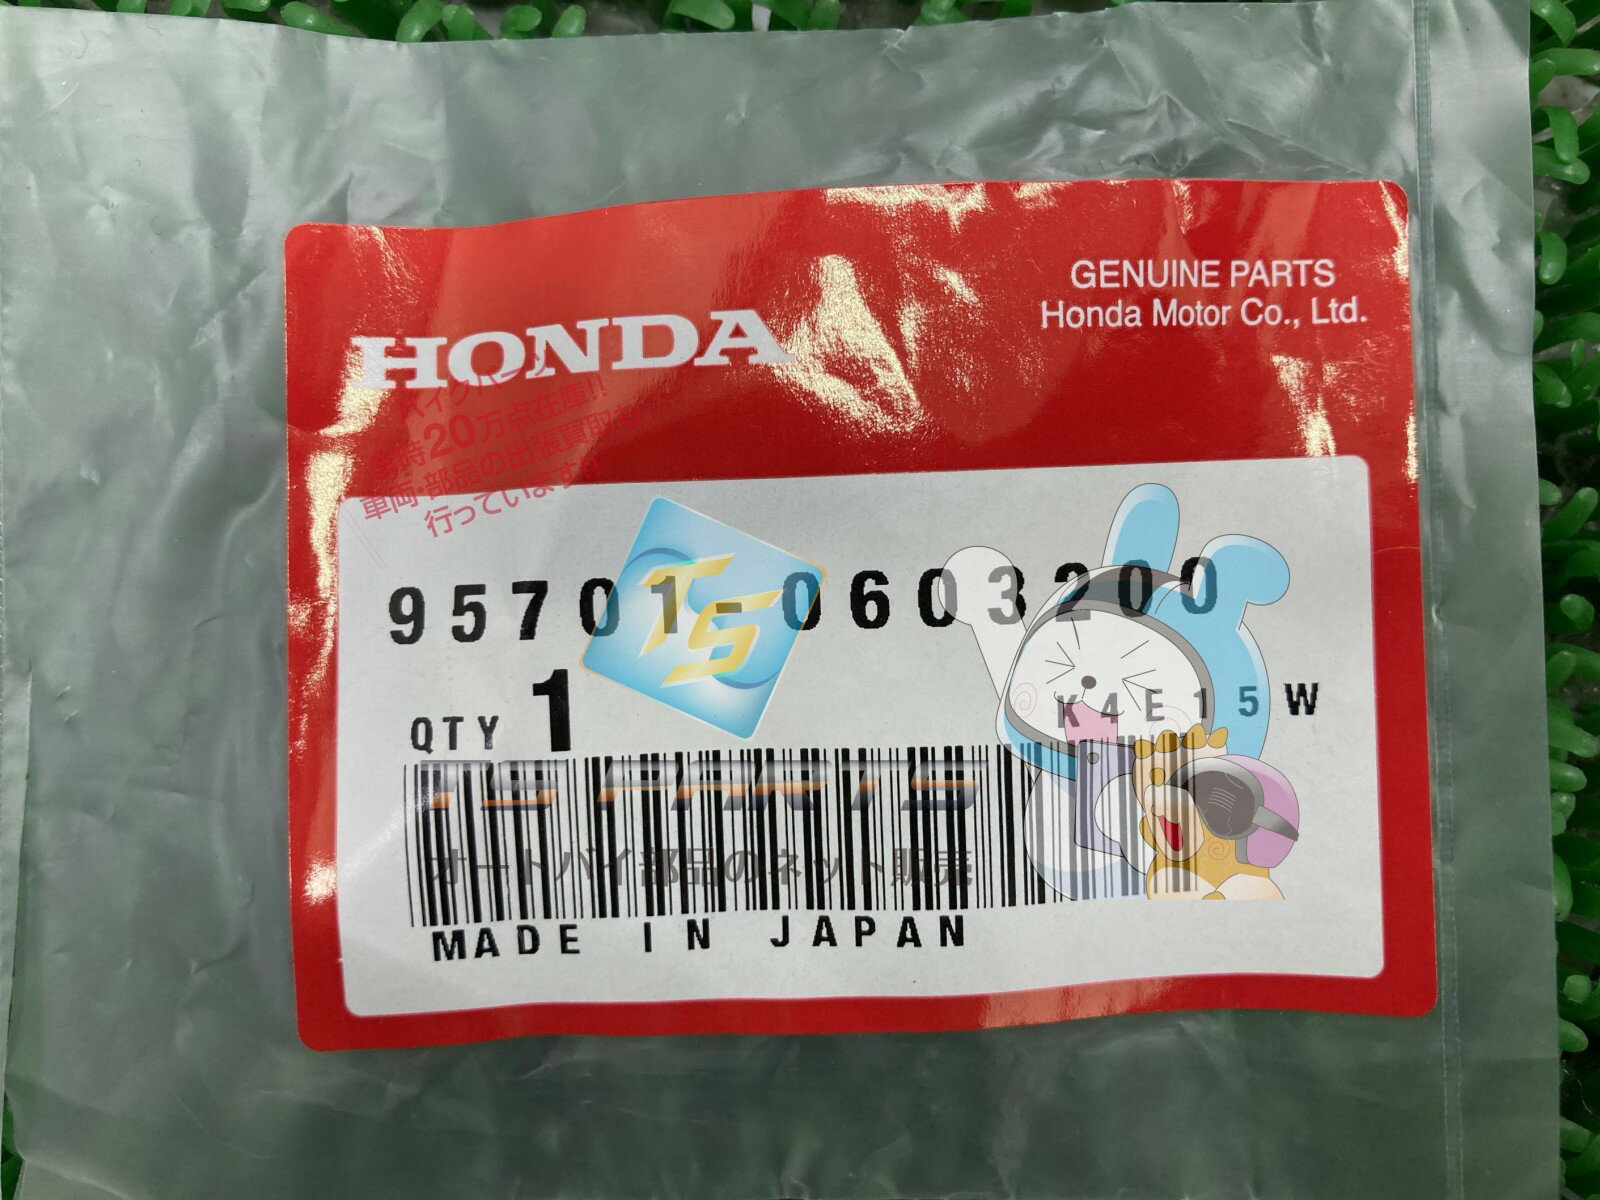 GENUINE PARTS
Honda Motor Co., Ltd.
HONDA
バイクパーツ
常時20万点在庫!!
車両・部品の出張買取も
行っています!
95701-0603200
TS
QTY 1
K4E15W
TS PARTS
オートバイ部品のネット販売
MADE IN JAPAN